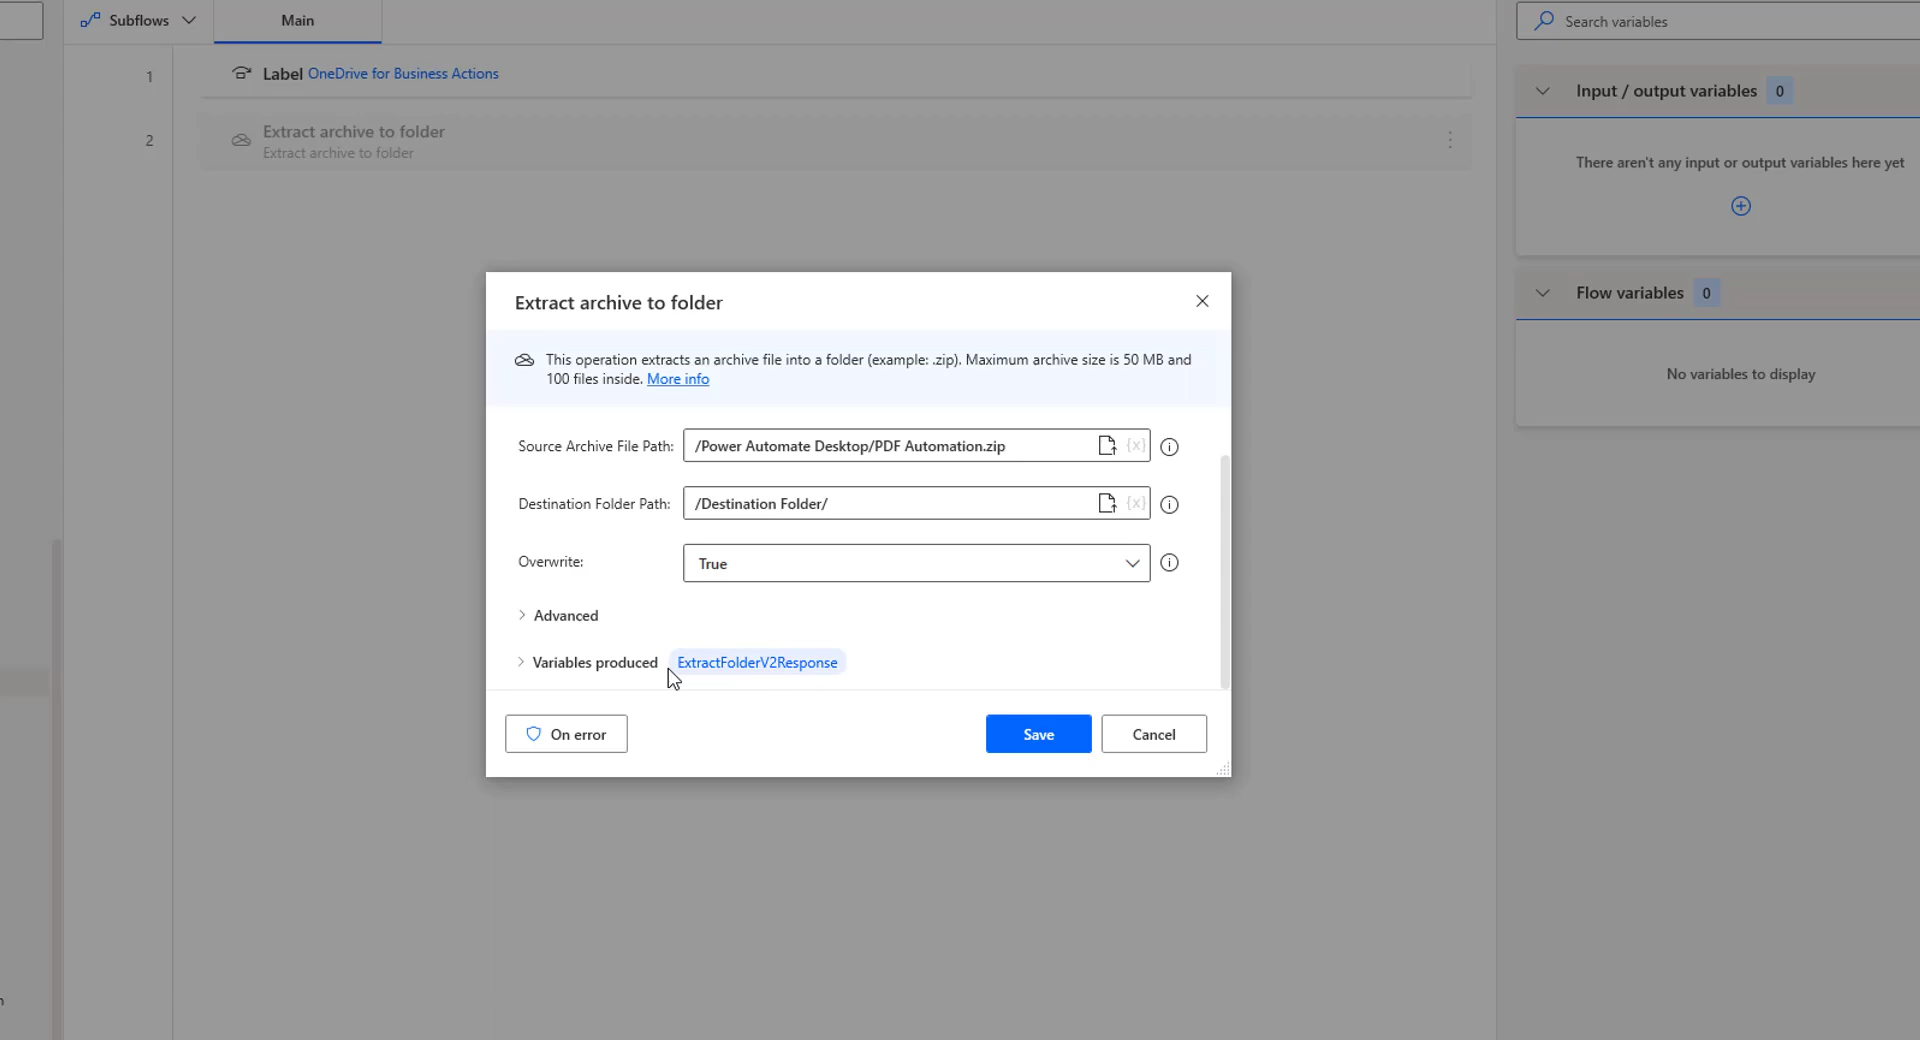 Subflows
Main
Search variables
1
Label OneDrive for Business Actions
Input / output variables 0
2
Extract archive to folder
Extract archive to folder
There aren't any input or output variables here yet
Flow variables 0
No variables to display
Extract archive to folder
This operation extracts an archive file into a folder (example: .zip). Maximum archive size is 50 MB and
100 files inside. More info
Source Archive File Path: /Power Automate Desktop/PDF Automation.zip {x}
Destination Folder Path: /Destination Folder/ {x}
Overwrite: True
Advanced
Variables produced ExtractFolderV2Response
On error
Save
Cancel